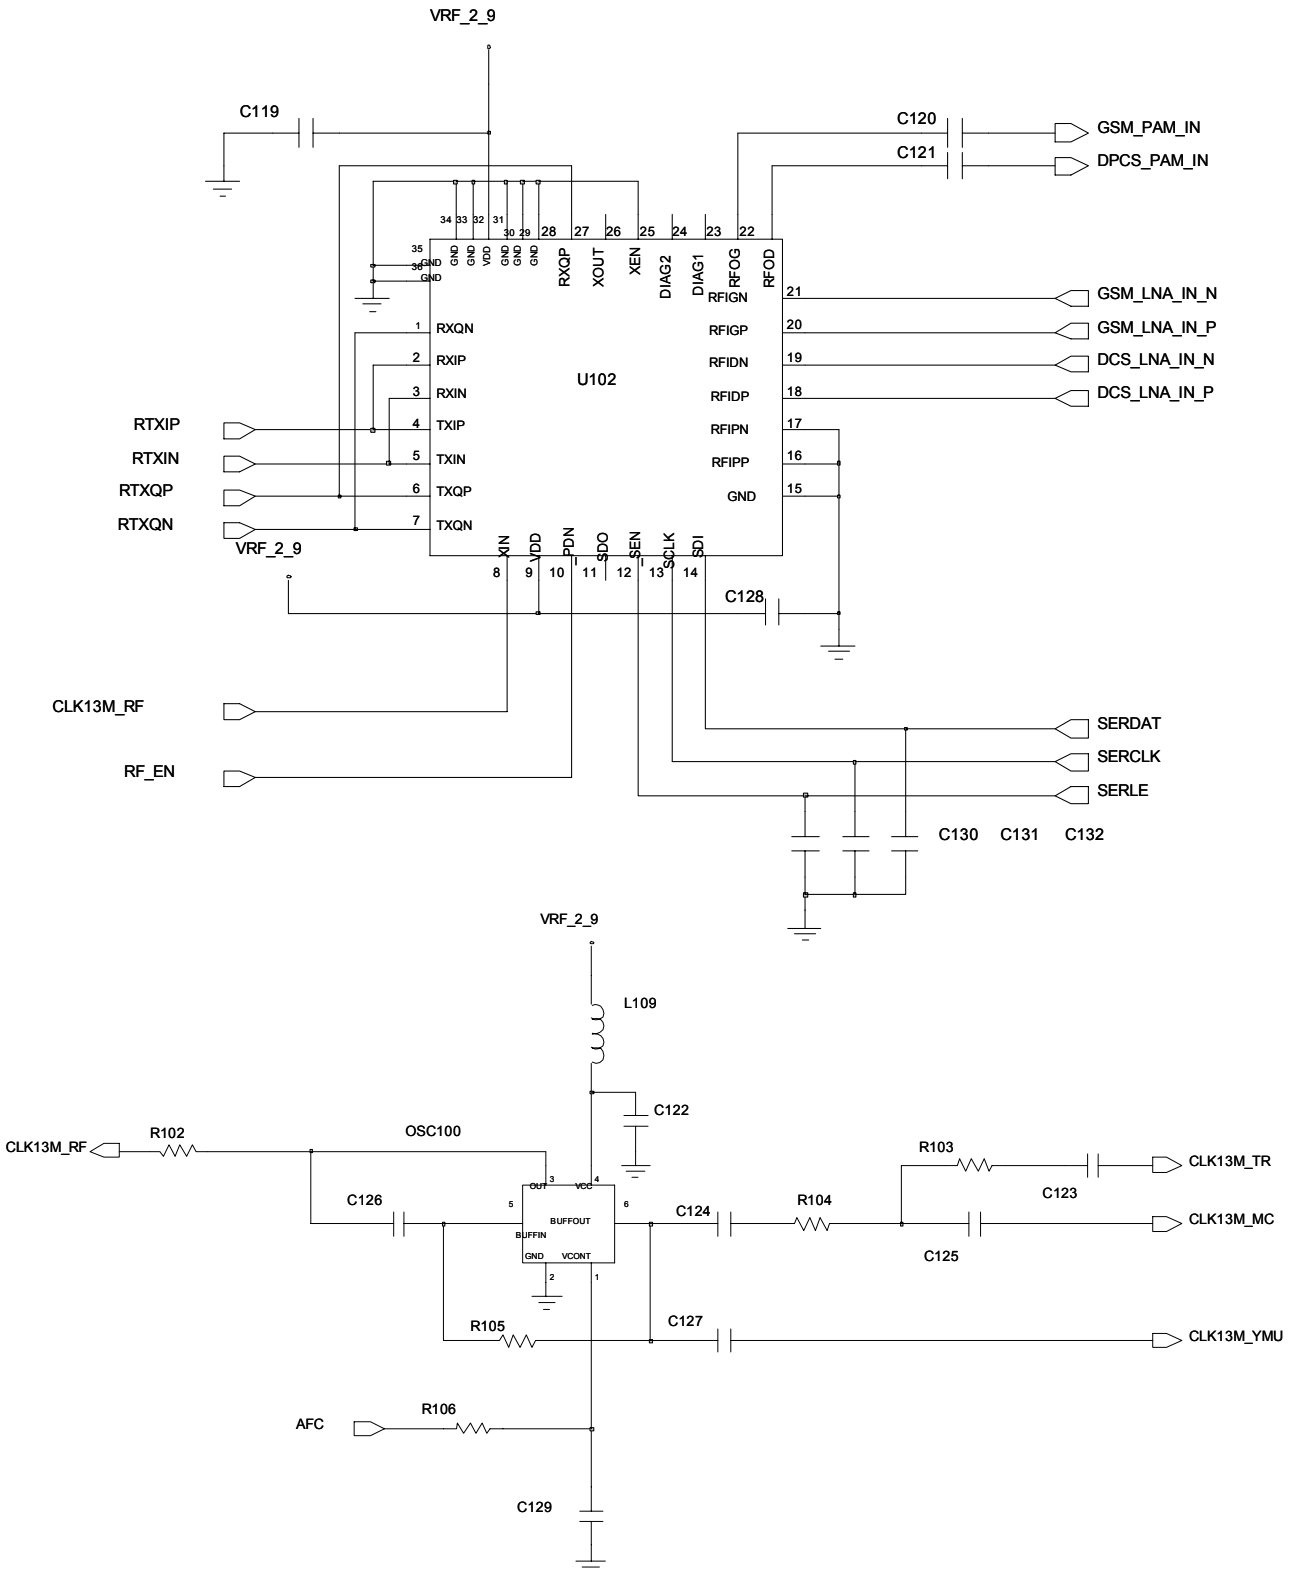 VRF_2_9
C119
C120
GSM_PAM_IN
C121
DPCS_PAM_IN
34 33 32 31 30 29 28 27 26 25 24 23 22
35 GND
36 GND
GND GND VDD GND GND GND RXQP XOUT XEN DIAG2 DIAG1 RFOG RFOD
RFIGN 21 GSM_LNA_IN_N
1 RXQN RFIGP 20 GSM_LNA_IN_P
2 RXIP RFIDN 19 DCS_LNA_IN_N
U102
3 RXIN RFIDP 18 DCS_LNA_IN_P
RTXIP 4 TXIP RFIPN 17
RTXIN 5 TXIN RFIPP 16
RTXQP 6 TXQP GND 15
RTXQN 7 TXQN
VRF_2_9
XIN VDD _PDN SDO _SEN SCLK SDI
8 9 10 11 12 13 14
C128
CLK13M_RF
SERDAT
SERCLK
RF_EN
SERLE
C130 C131 C132
VRF_2_9
L109
C122
CLK13M_RF R102 OSC100
R103 CLK13M_TR
OUT 3 VCC 4
C126 5 BUFFOUT 6 C124 R104 C123
CLK13M_MC
BUFFIN
GND VCONT C125
2 1
R105 C127 CLK13M_YMU
AFC R106
C129